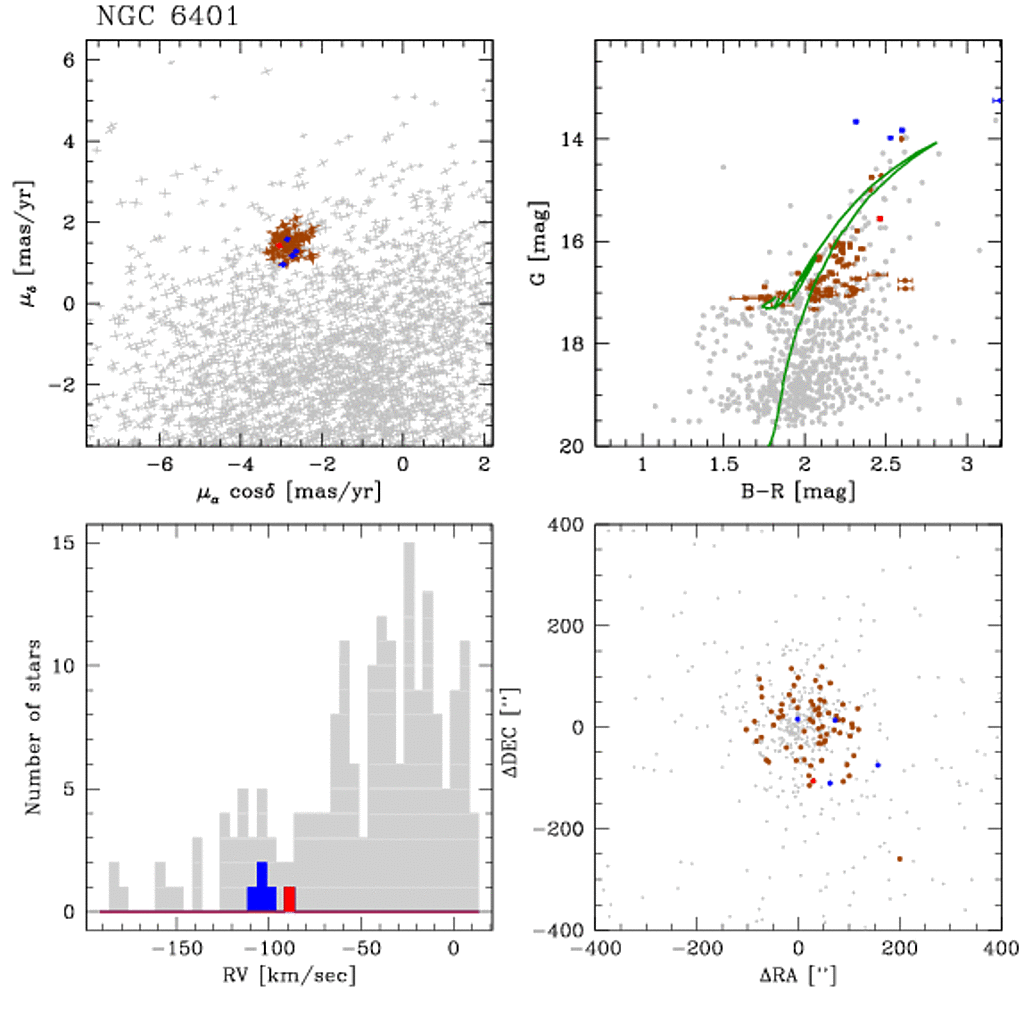 NGC 6401
6
4
2
0
−2
μδ [mas/yr]
−6 −4 −2 0 2
μα cosδ [mas/yr]
14
16
18
20
G [mag]
1 1.5 2 2.5 3
B−R [mag]
15
10
5
0
Number of stars
−150 −100 −50 0
RV [km/sec]
400
200
0
−200
−400
ΔDEC ['']
−400 −200 0 200 400
ΔRA ['']